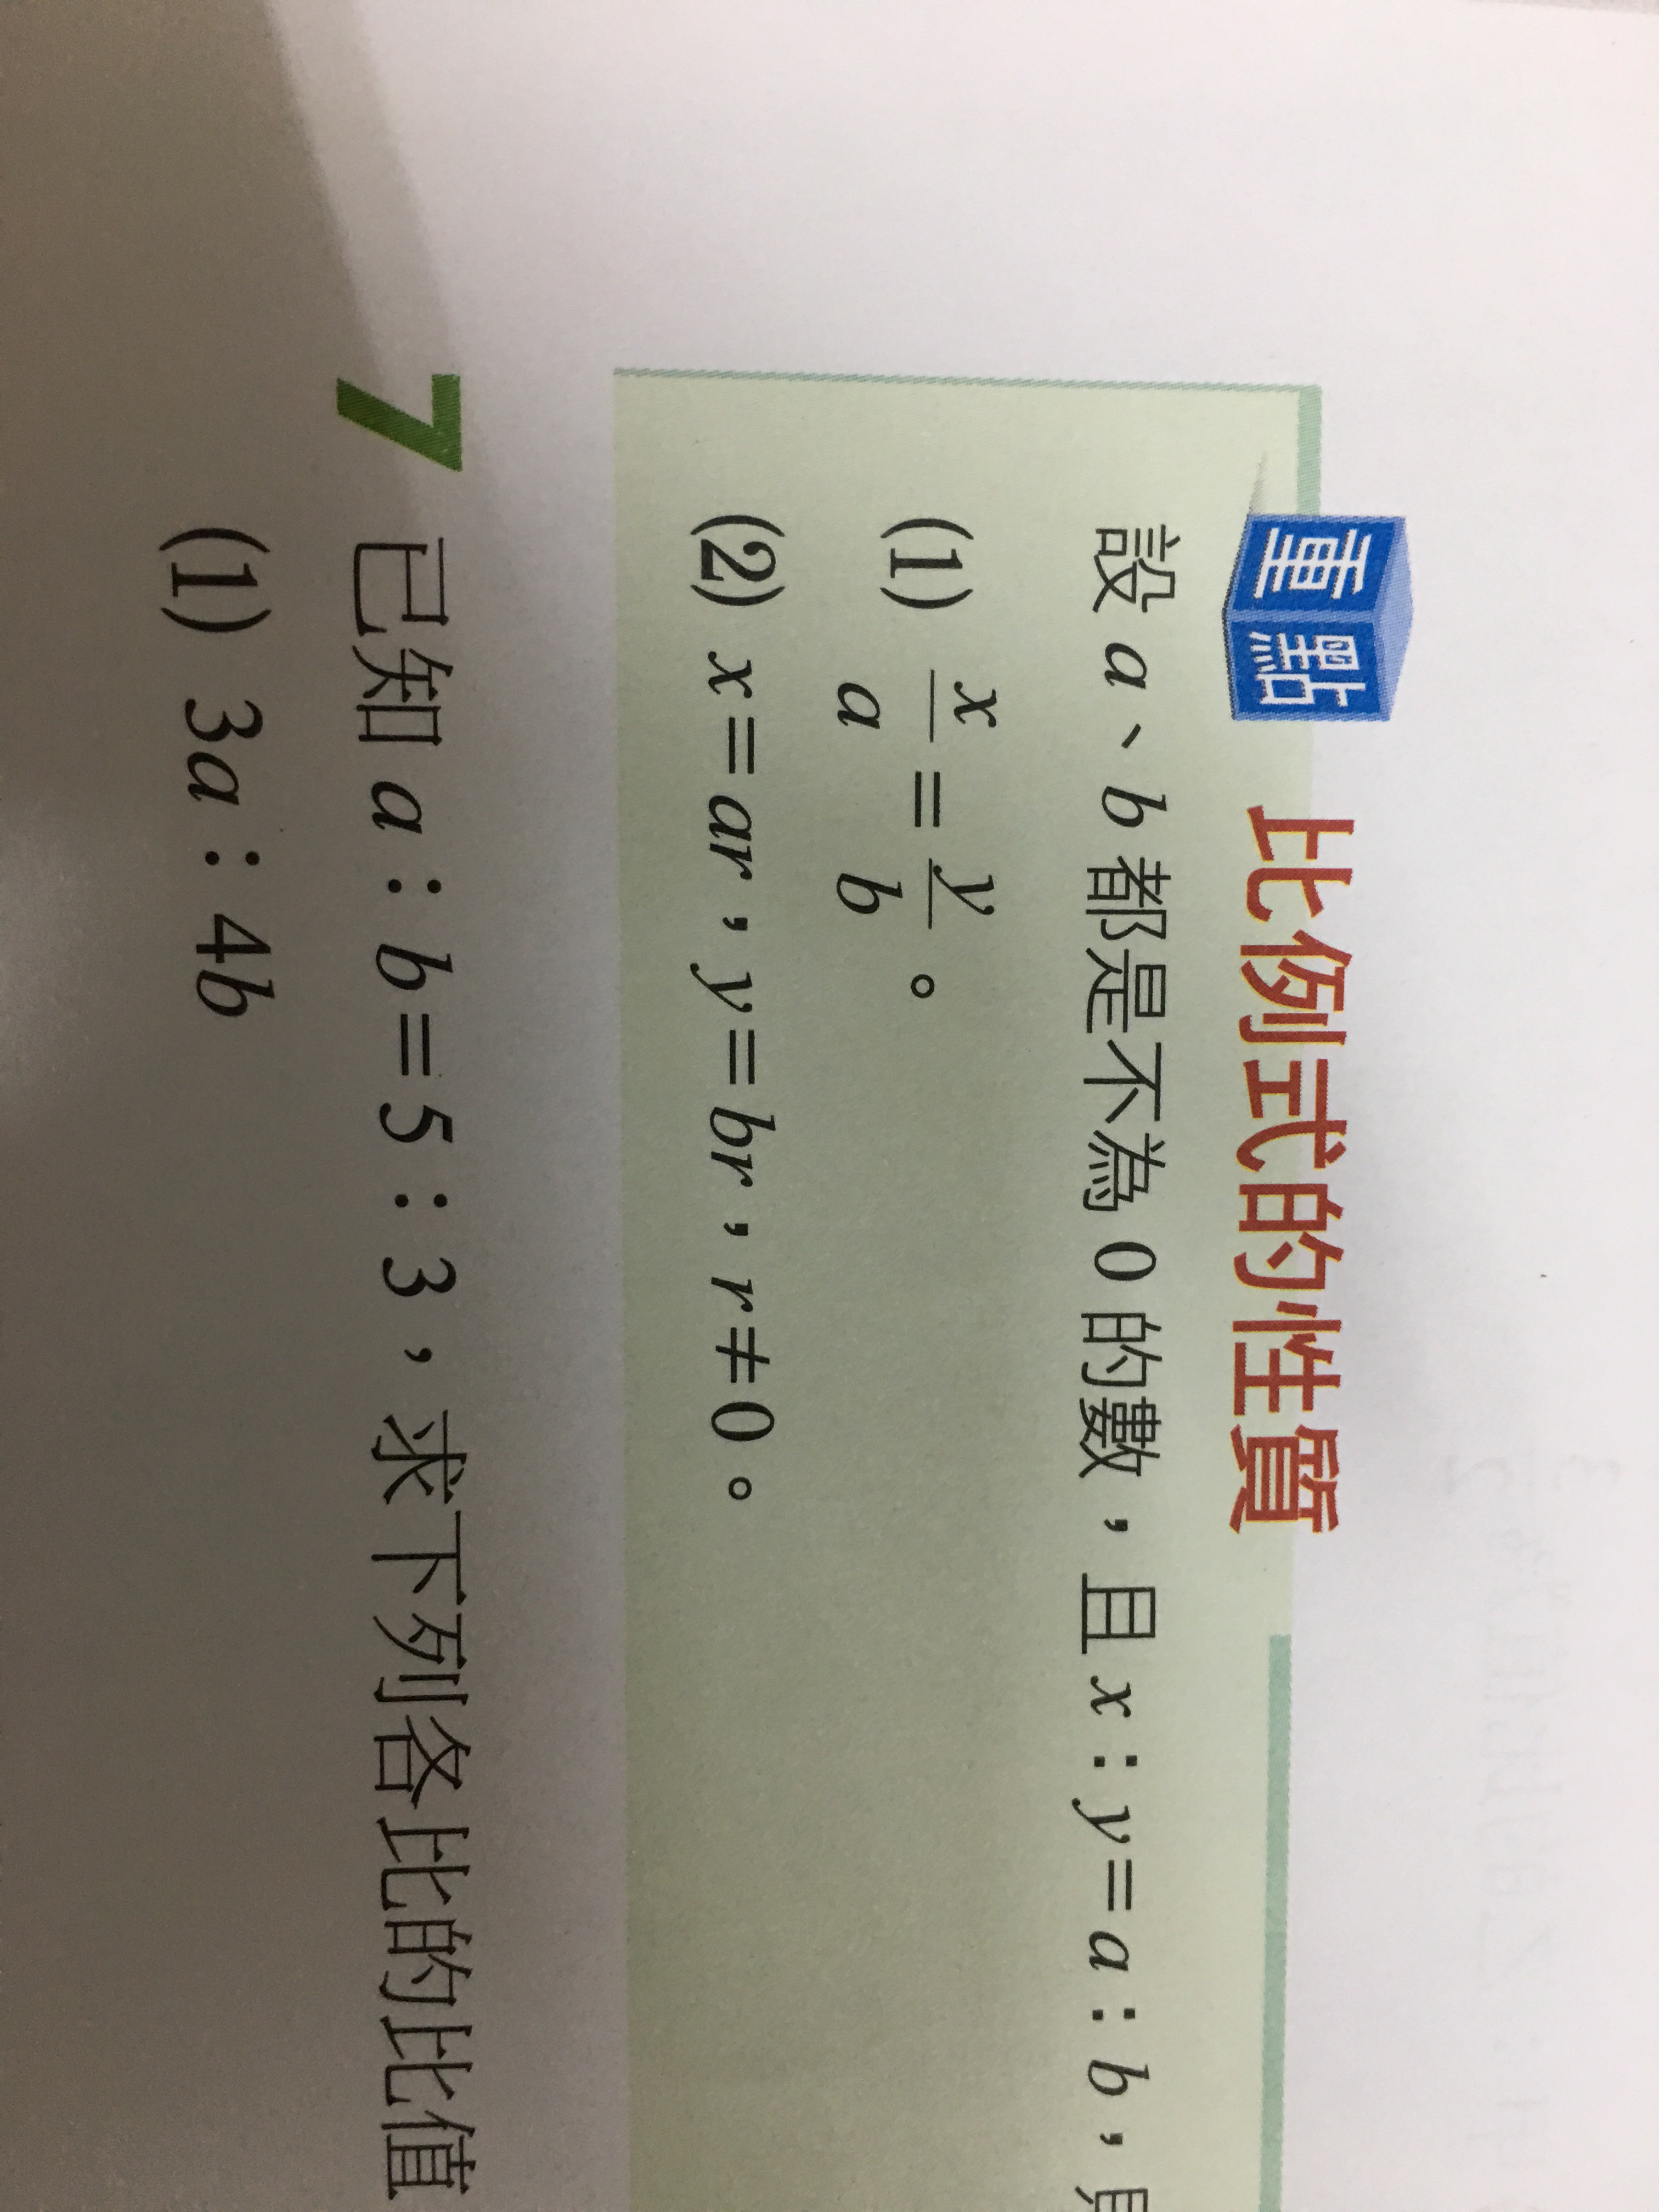 重點 比例式的性質
設 a、b 都是不為 0 的數，且 x：y=a：b，
(1) x/a = y/b。
(2) x=ar，y=br，r≠0。
7 已知 a：b=5：3，求下列各比的比值
(1) 3a：4b